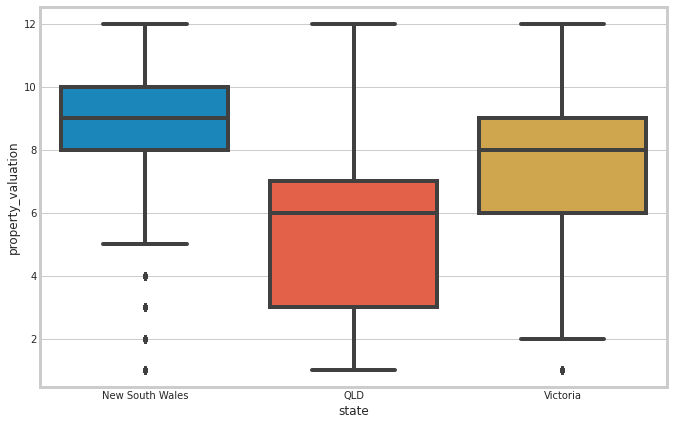 12
10
8
6
4
2
property_valuation
New South Wales
QLD
Victoria
state